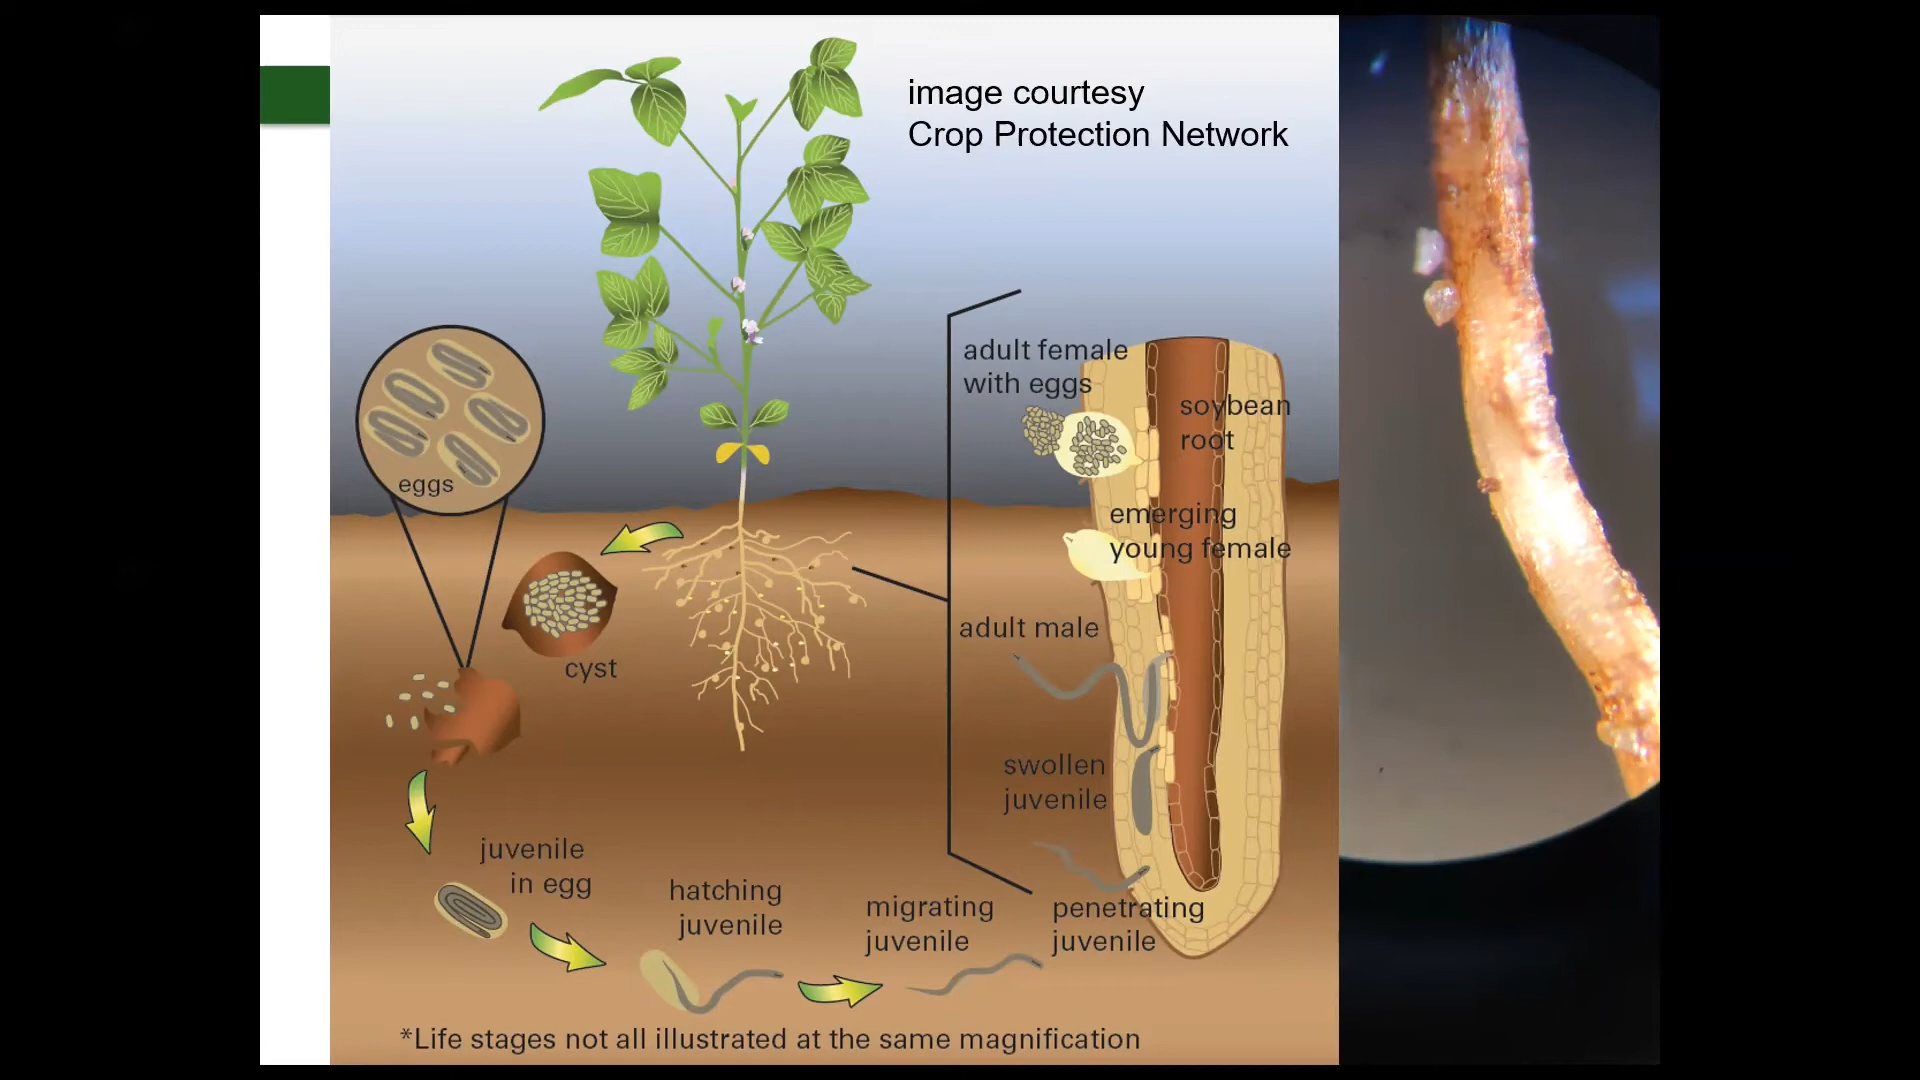 image courtesy
Crop Protection Network
adult female
with eggs
soybean
root
eggs
emerging
young female
adult male
cyst
swollen
juvenile
juvenile
in egg
hatching
juvenile
migrating
juvenile
penetrating
juvenile
*Life stages not all illustrated at the same magnification